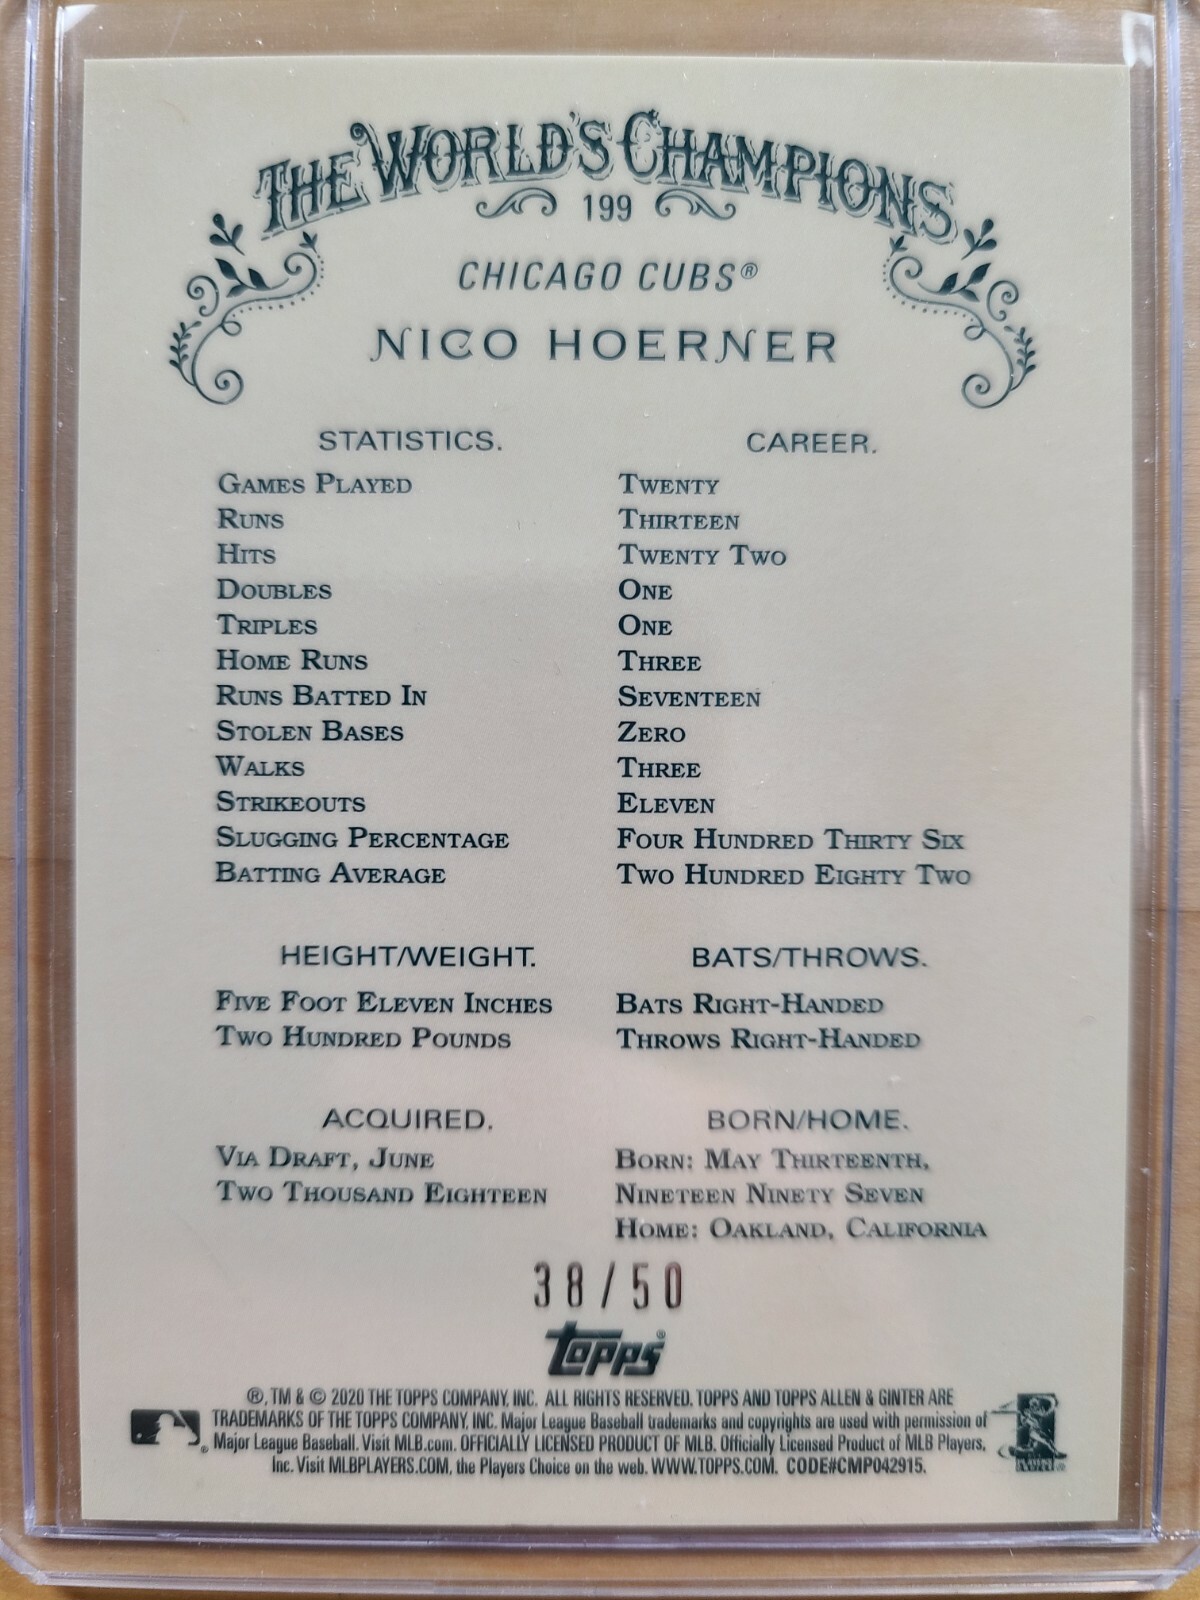 THE WORLD'S CHAMPIONS
199
CHICAGO CUBS®
NICO HOERNER
STATISTICS. CAREER.
GAMES PLAYED TWENTY
RUNS THIRTEEN
HITS TWENTY TWO
DOUBLES ONE
TRIPLES ONE
HOME RUNS THREE
RUNS BATTED IN SEVENTEEN
STOLEN BASES ZERO
WALKS THREE
STRIKEOUTS ELEVEN
SLUGGING PERCENTAGE FOUR HUNDRED THIRTY SIX
BATTING AVERAGE TWO HUNDRED EIGHTY TWO
HEIGHT/WEIGHT. BATS/THROWS.
FIVE FOOT ELEVEN INCHES BATS RIGHT-HANDED
TWO HUNDRED POUNDS THROWS RIGHT-HANDED
ACQUIRED. BORN/HOME.
VIA DRAFT, JUNE BORN: MAY THIRTEENTH,
TWO THOUSAND EIGHTEEN NINETEEN NINETY SEVEN
HOME: OAKLAND, CALIFORNIA
38/50
topps®
®, TM & © 2020 THE TOPPS COMPANY, INC. ALL RIGHTS RESERVED. TOPPS AND TOPPS ALLEN & GINTER ARE
TRADEMARKS OF THE TOPPS COMPANY, INC. Major League Baseball trademarks and copyrights are used with permission of
Major League Baseball. Visit MLB.com. OFFICIALLY LICENSED PRODUCT OF MLB. Officially Licensed Product of MLB Players,
Inc. Visit MLBPLAYERS.COM, the Players Choice on the web. WWW.TOPPS.COM. CODE#CMP042915.